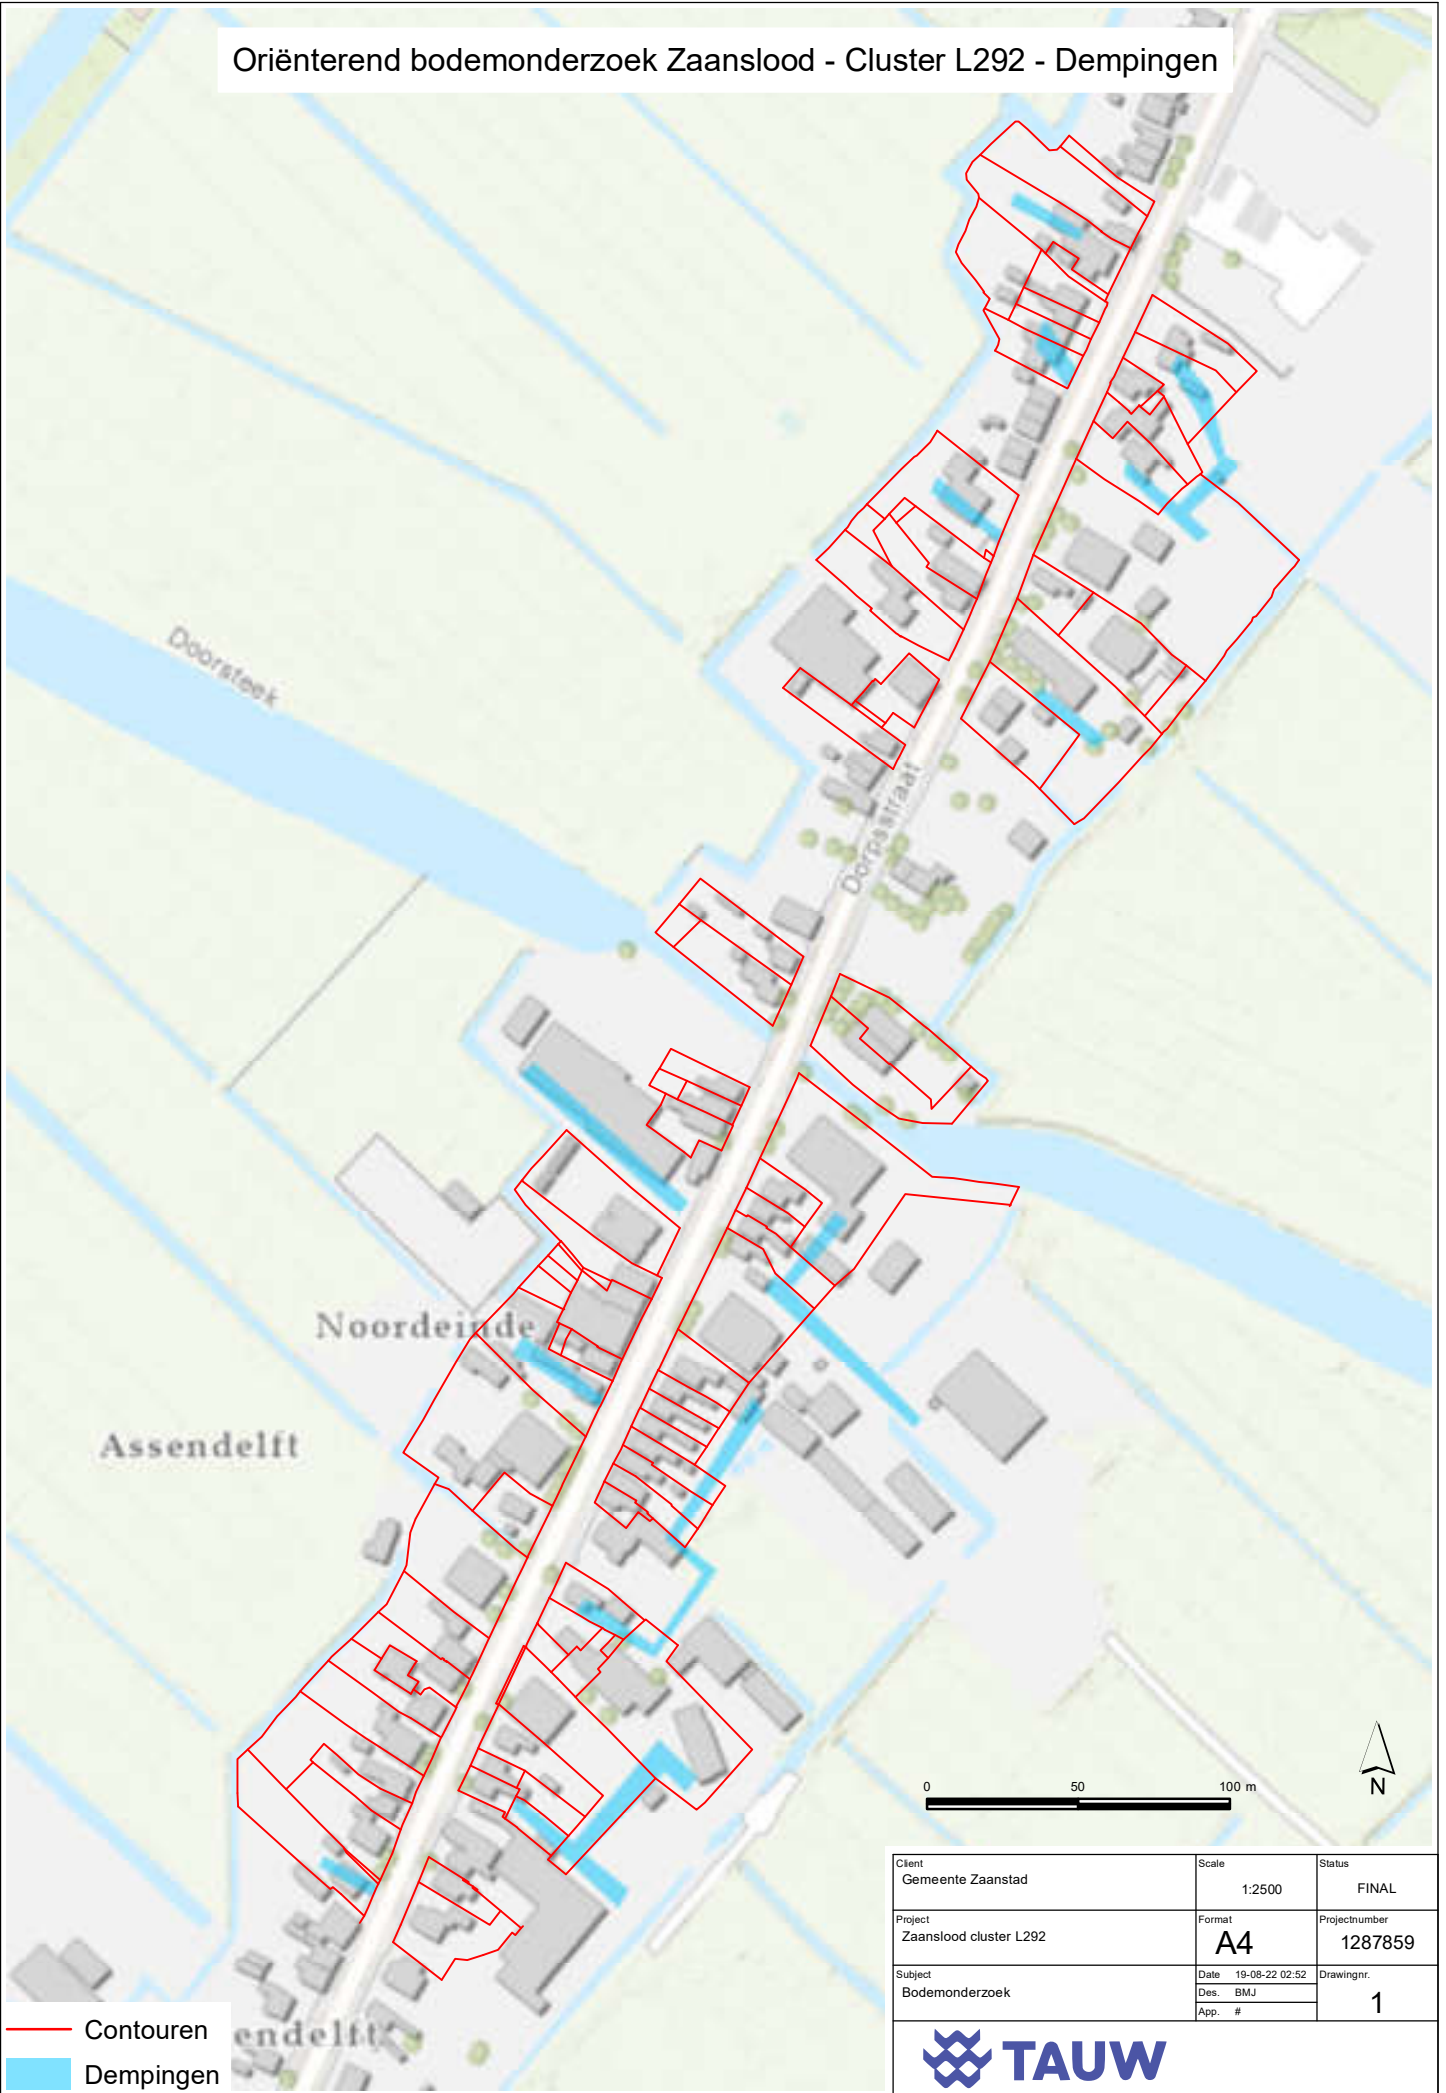 Oriënterend bodemonderzoek Zaanslood - Cluster L292 - Dempingen
Doorsteek
Dorpsstraat
Noordeinde
Assendelft
0 50 100 m
N
Client
Gemeente Zaanstad
Scale
1:2500
Status
FINAL
Project
Zaanslood cluster L292
Format
A4
Projectnumber
1287859
Subject
Bodemonderzoek
Date 19-08-22 02:52
Des. BMJ
App. #
Drawingnr.
1
TAUW
endelft
Contouren
Dempingen